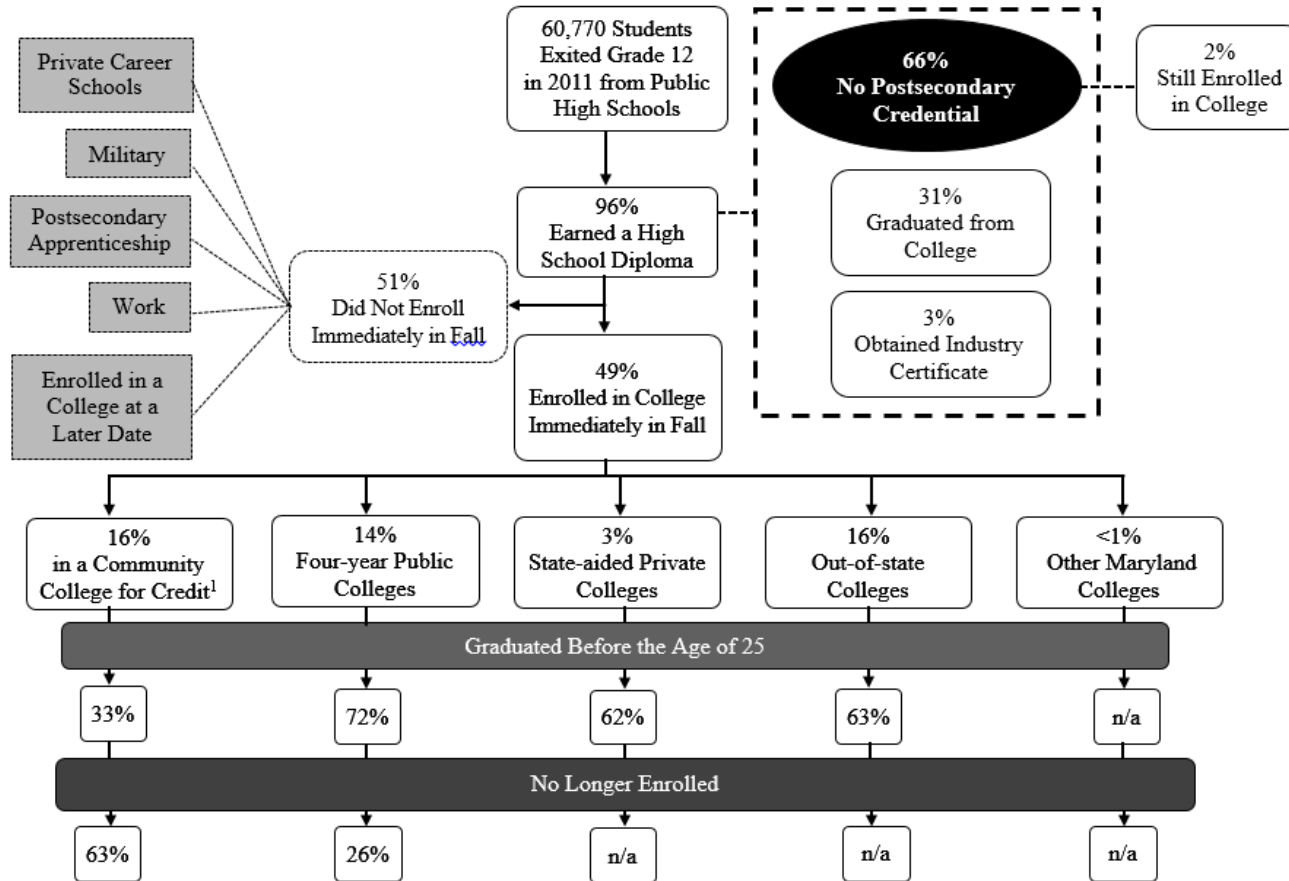 60,770 Students
Exited Grade 12
in 2011 from Public
High Schools
66%
No Postsecondary
Credential
2%
Still Enrolled
in College
Private Career
Schools
Military
Postsecondary
Apprenticeship
Work
Enrolled in a
College at a
Later Date
96%
Earned a High
School Diploma
31%
Graduated from
College
3%
Obtained Industry
Certificate
51%
Did Not Enroll
Immediately in Fall
49%
Enrolled in College
Immediately in Fall
16%
in a Community
College for Credit¹
14%
Four-year Public
Colleges
3%
State-aided Private
Colleges
16%
Out-of-state
Colleges
<1%
Other Maryland
Colleges
Graduated Before the Age of 25
33%
72%
62%
63%
n/a
No Longer Enrolled
63%
26%
n/a
n/a
n/a